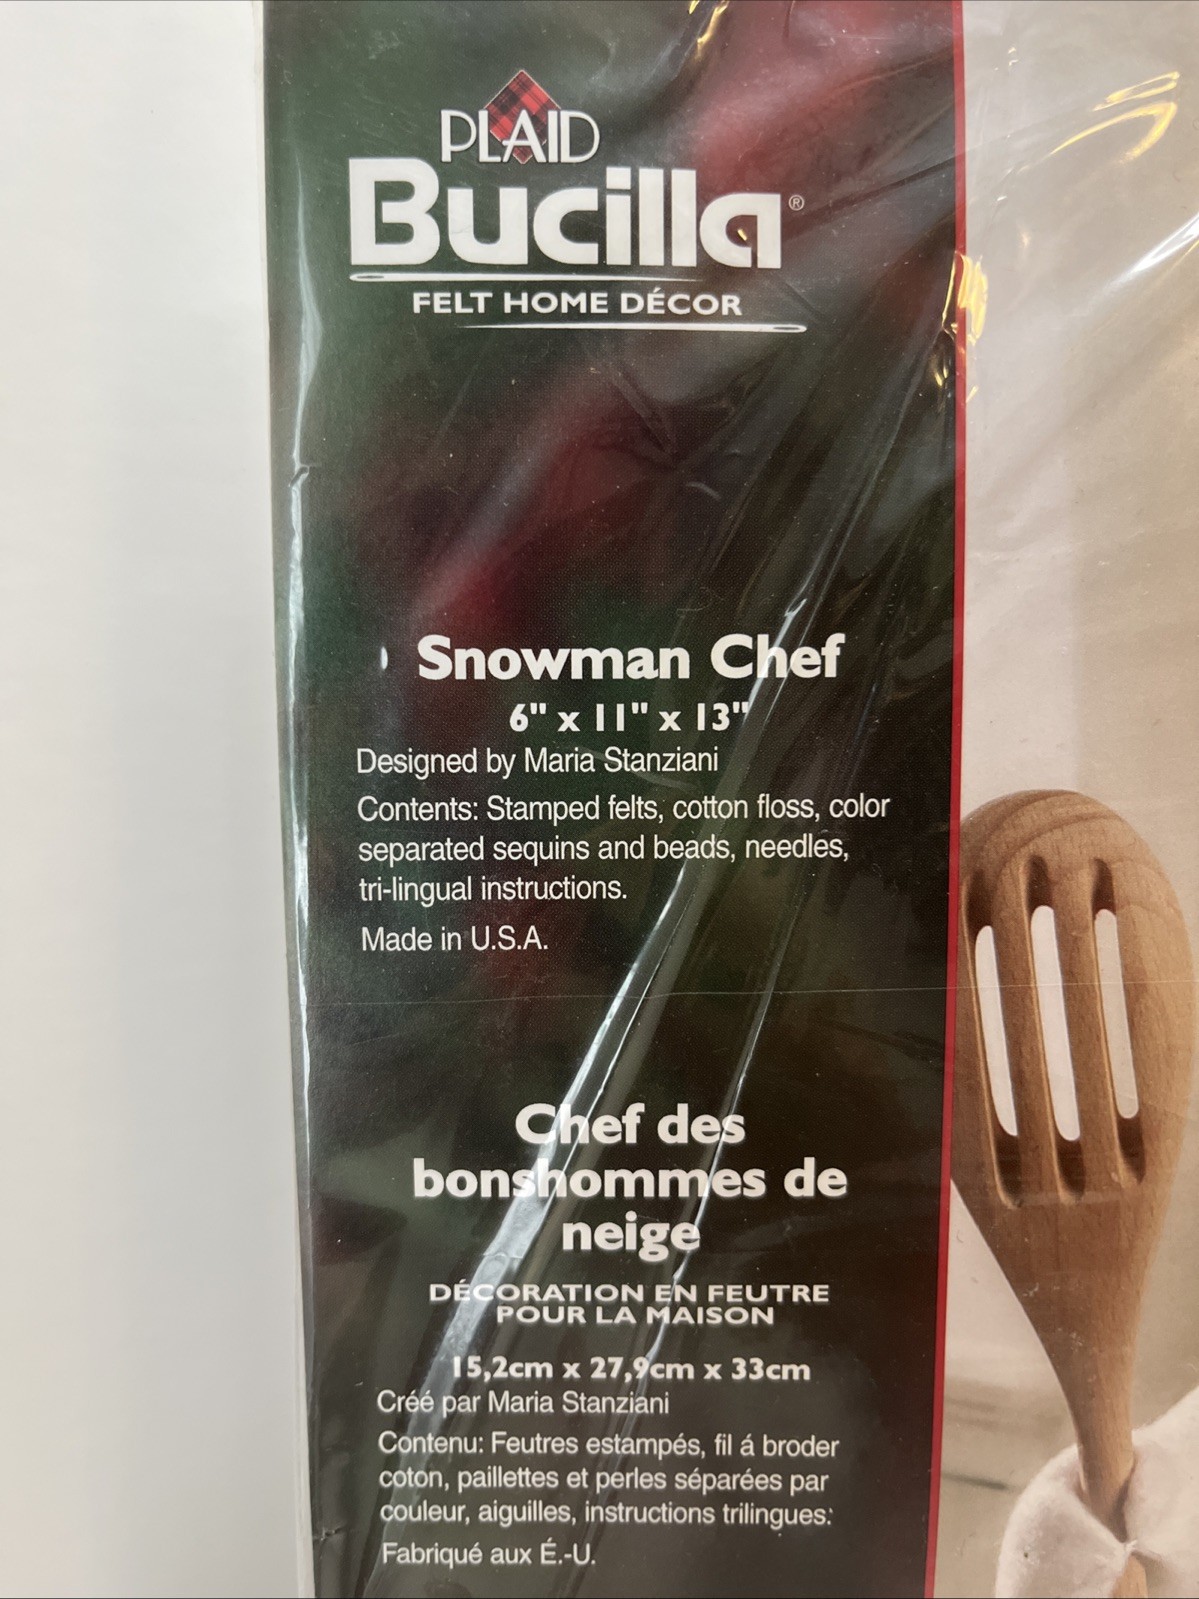 PLAID
Bucilla®
FELT HOME DÉCOR
Snowman Chef
6" x 11" x 13"
Designed by Maria Stanziani
Contents: Stamped felts, cotton floss, color
separated sequins and beads, needles,
tri-lingual instructions.
Made in U.S.A.
Chef des
bonshommes de
neige
DÉCORATION EN FEUTRE
POUR LA MAISON
15,2cm x 27,9cm x 33cm
Créé par Maria Stanziani
Contenu: Feutres estampés, fil á broder
coton, paillettes et perles séparées par
couleur, aiguilles, instructions trilingues.
Fabriqué aux É.-U.